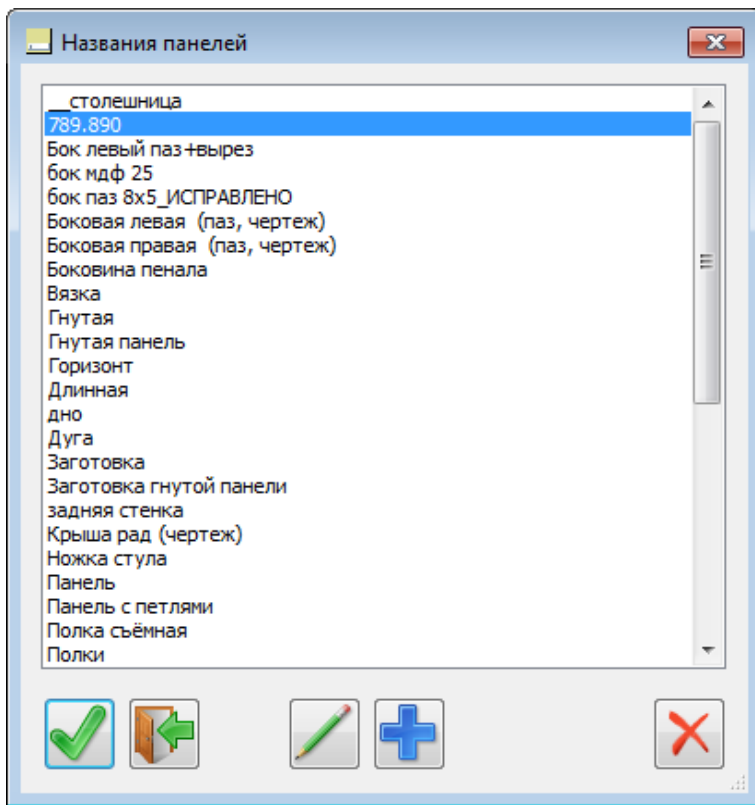 Названия панелей
__столешница
789.890
Бок левый паз+вырез
бок мдф 25
бок паз 8x5_ИСПРАВЛЕНО
Боковая левая  (паз, чертеж)
Боковая правая  (паз, чертеж)
Боковина пенала
Вязка
Гнутая
Гнутая панель
Горизонт
Длинная
дно
Дуга
Заготовка
Заготовка гнутой панели
задняя стенка
Крыша рад (чертеж)
Ножка стула
Панель
Панель с петлями
Полка съёмная
Полки